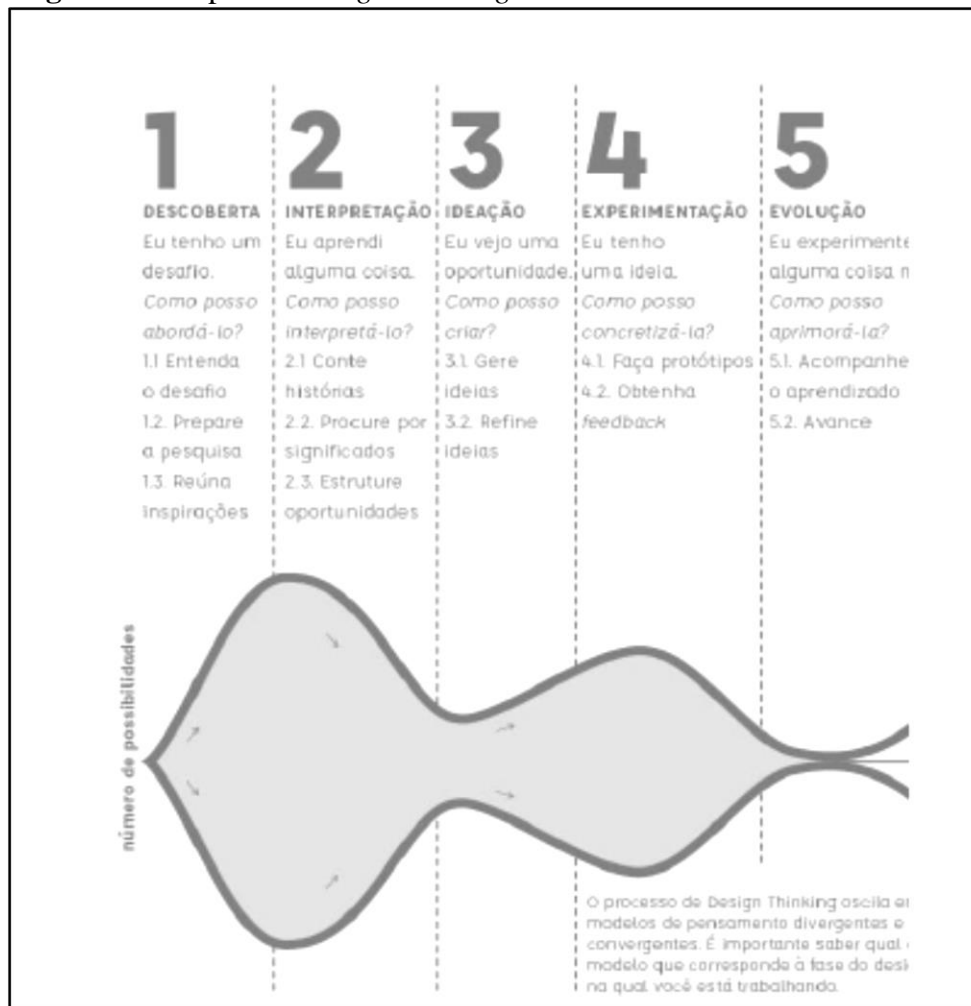 1
DESCOBERTA
Eu tenho um
desafio.
Como posso
abordá-lo?
1.1 Entenda
o desafio
1.2. Prepare
a pesquisa
1.3. Reúna
inspirações
2
INTERPRETAÇÃO
Eu aprendi
alguma coisa.
Como posso
interpretá-lo?
2.1 Conte
histórias
2.2. Procure por
significados
2.3. Estruture
oportunidades
3
IDEAÇÃO
Eu vejo uma
oportunidade.
Como posso
criar?
3.1. Gere
ideias
3.2. Refine
ideias
4
EXPERIMENTAÇÃO
Eu tenho
uma ideia.
Como posso
concretizá-la?
4.1. Faça protótipos
4.2. Obtenha
feedback
5
EVOLUÇÃO
Eu experimente
alguma coisa
Como posso
aprimorá-la?
5.1. Acompanhe
o aprendizado
5.2. Avance
número de possibilidades
O processo de Design Thinking oscila
modelos de pensamento divergentes e
convergentes. É importante saber qual
modelo que corresponde à fase do
na qual você está trabalhando.